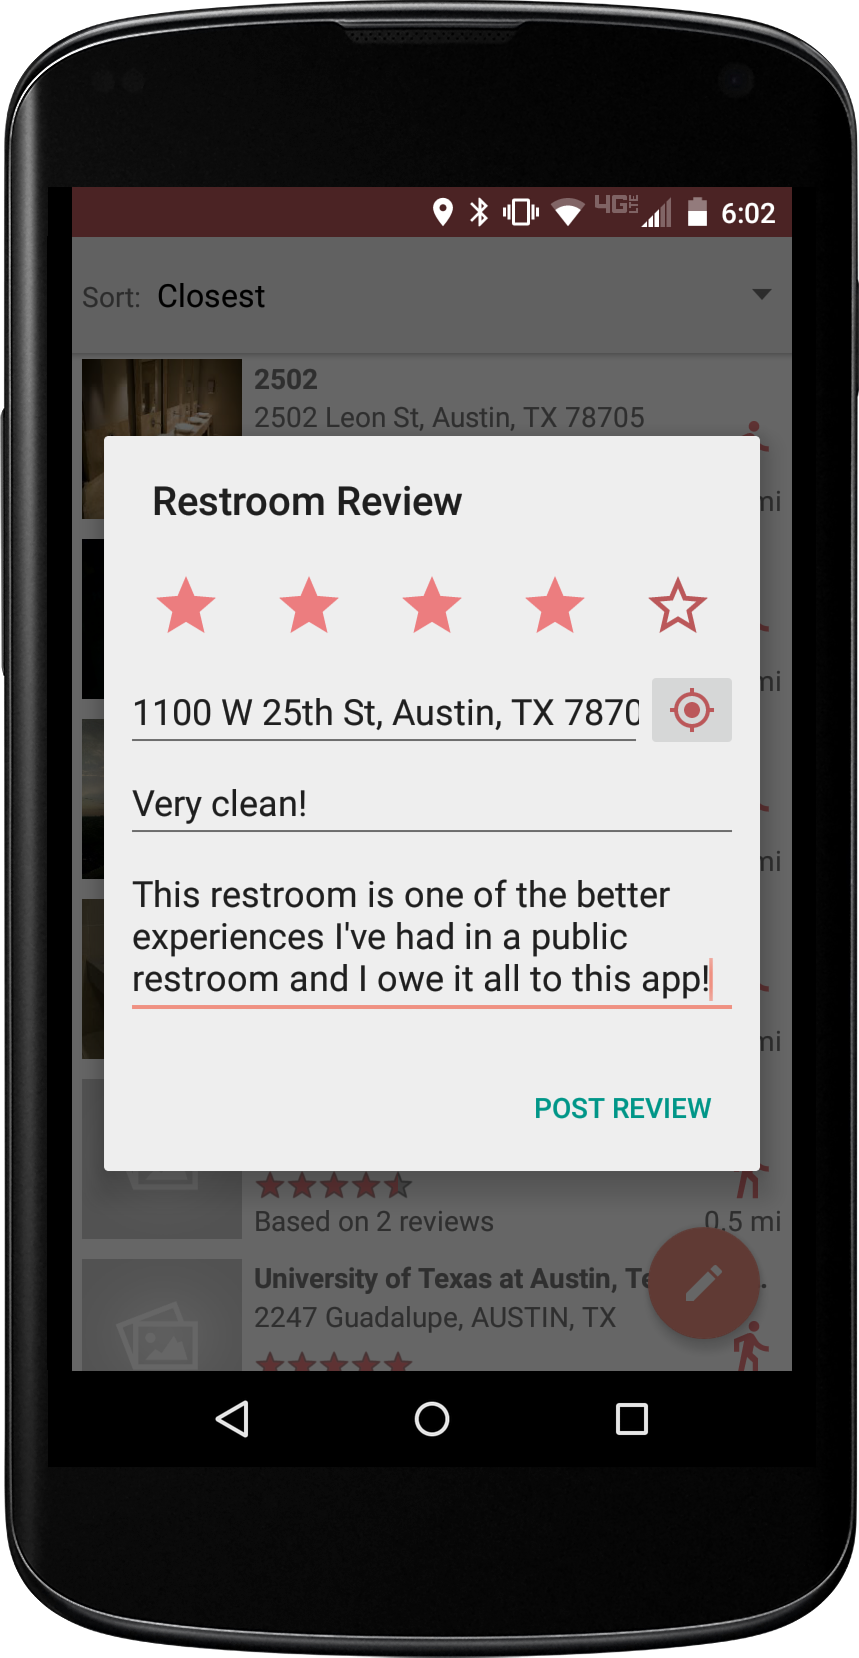 4G LTE 6:02
Sort: Closest
2502
2502 Leon St, Austin, TX 78705
mi
Restroom Review
mi
1100 W 25th St, Austin, TX 7870
Very clean!
mi
This restroom is one of the better
experiences I've had in a public
restroom and I owe it all to this app!
mi
POST REVIEW
Based on 2 reviews
0.5 mi
University of Texas at Austin, Te
2247 Guadalupe, AUSTIN, TX